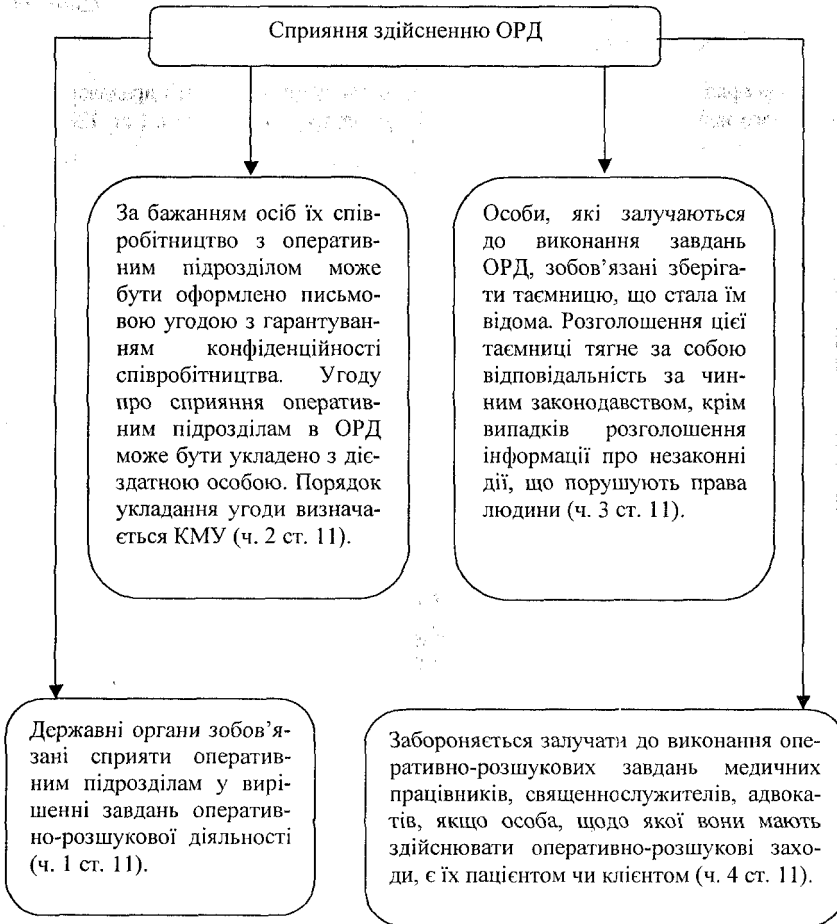 Сприяння здійсненню ОРД
За бажанням осіб їх спів-
робітництво з оператив-
ним підрозділом може
бути оформлено письмо-
вою угодою з гарантуван-
ням конфіденційності
співробітництва. Угоду
про сприяння оператив-
ним підрозділам в ОРД
може бути укладено з діє-
здатною особою. Порядок
укладання угоди визнача-
ється КМУ (ч. 2 ст. 11).
Особи, які залучаються
до виконання завдань
ОРД, зобов’язані зберіга-
ти таємницю, що стала їм
відома. Розголошення цієї
таємниці тягне за собою
відповідальність за чин-
ним законодавством, крім
випадків розголошення
інформації про незаконні
дії, що порушують права
людини (ч. 3 ст. 11).
Державні органи зобов’я-
зані сприяти оператив-
ним підрозділам у вирі-
шенні завдань оператив-
но-розшукової діяльності
(ч. 1 ст. 11).
Забороняється залучати до виконання опе-
ративно-розшукових завдань медичних
працівників, священнослужителів, адвока-
тів, якщо особа, щодо якої вони мають
здійснювати оперативно-розшукові захо-
ди, є їх пацієнтом чи клієнтом (ч. 4 ст. 11).